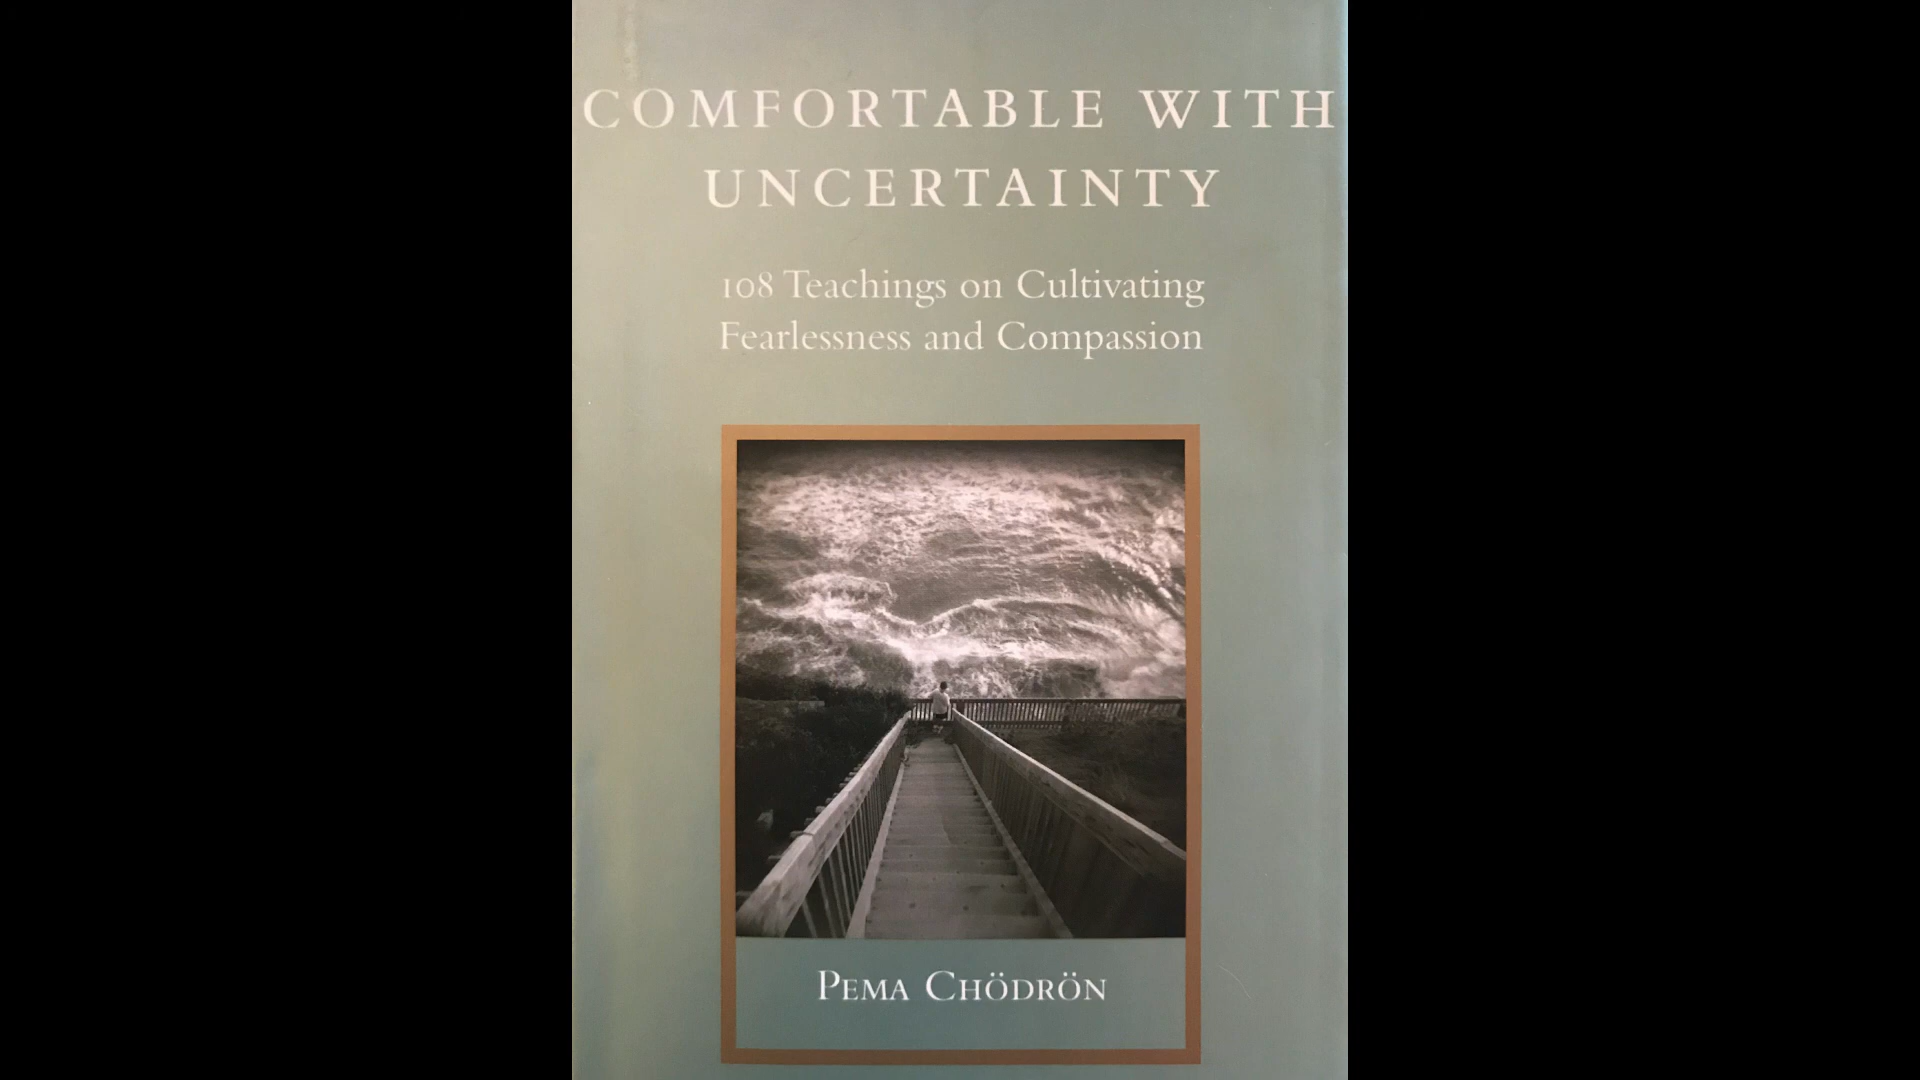 COMFORTABLE WITH
UNCERTAINTY
108 Teachings on Cultivating
Fearlessness and Compassion
PEMA CHÖDRÖN